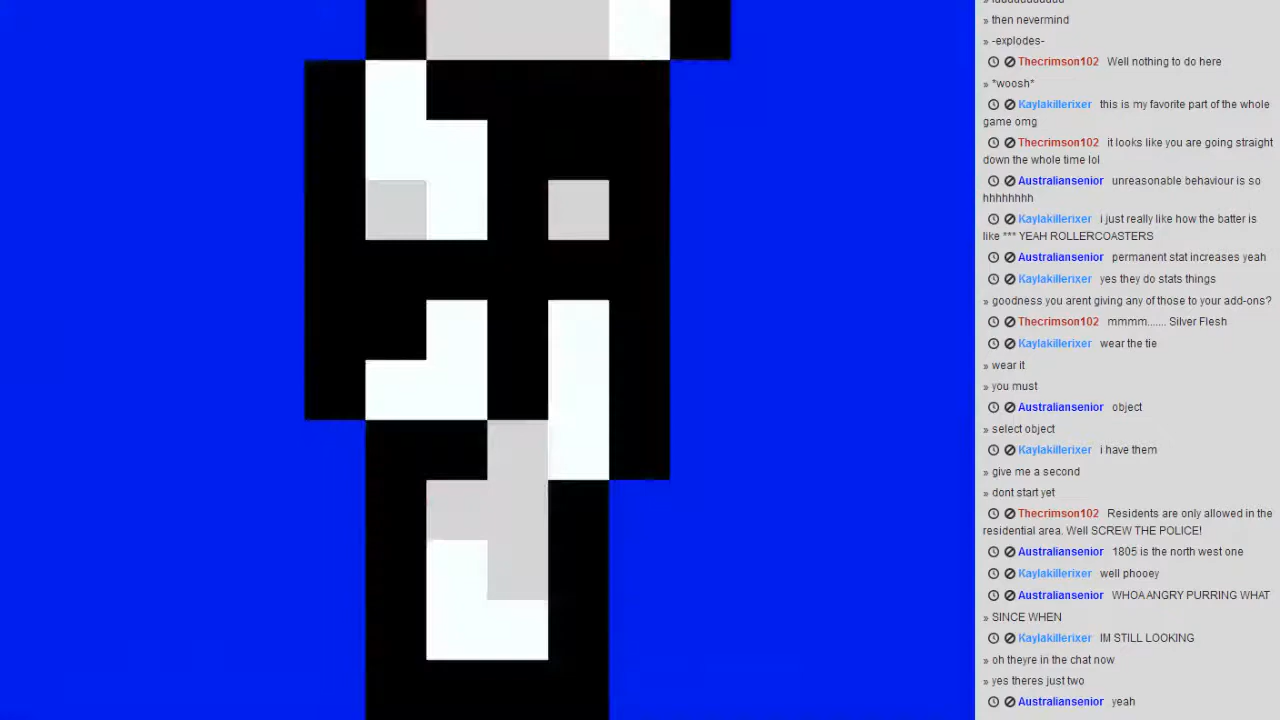 » then nevermind
» -explodes-
Thecrimson102 Well nothing to do here
» *woosh*
Kaylakillerixer this is my favorite part of the whole
game omg
Thecrimson102 it looks like you are going straight
down the whole time lol
Australiansenior unreasonable behaviour is so
hhhhhhhh
Kaylakillerixer i just really like how the batter is
like *** YEAH ROLLERCOASTERS
Australiansenior permanent stat increases yeah
Kaylakillerixer yes they do stats things
» goodness you arent giving any of those to your add-ons?
Thecrimson102 mmmm....... Silver Flesh
Kaylakillerixer wear the tie
» wear it
» you must
Australiansenior object
» select object
Kaylakillerixer i have them
» give me a second
» dont start yet
Thecrimson102 Residents are only allowed in the
residential area. Well SCREW THE POLICE!
Australiansenior 1805 is the north west one
Kaylakillerixer well phooey
Australiansenior WHOA ANGRY PURRING WHAT
» SINCE WHEN
Kaylakillerixer IM STILL LOOKING
» oh theyre in the chat now
» yes theres just two
Australiansenior yeah